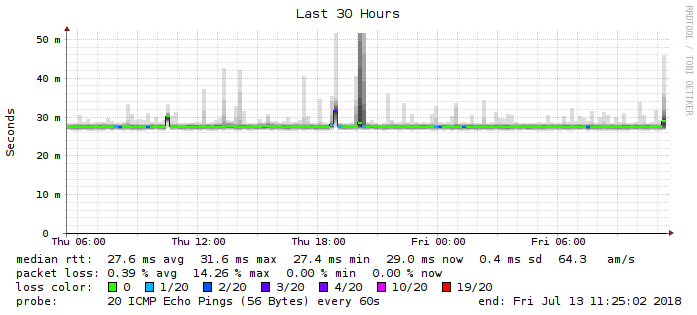 Last 30 Hours
RRDTOOL / TOBI OETIKER
Seconds
50 m
40 m
30 m
20 m
10 m
0
Thu 06:00 Thu 12:00 Thu 18:00 Fri 00:00 Fri 06:00
median rtt: 27.6 ms avg 31.6 ms max 27.4 ms min 29.0 ms now 0.4 ms sd 64.3 am/s
packet loss: 0.39 % avg 14.26 % max 0.00 % min 0.00 % now
loss color: 0 1/20 2/20 3/20 4/20 10/20 19/20
probe: 20 ICMP Echo Pings (56 Bytes) every 60s end: Fri Jul 13 11:25:02 2018